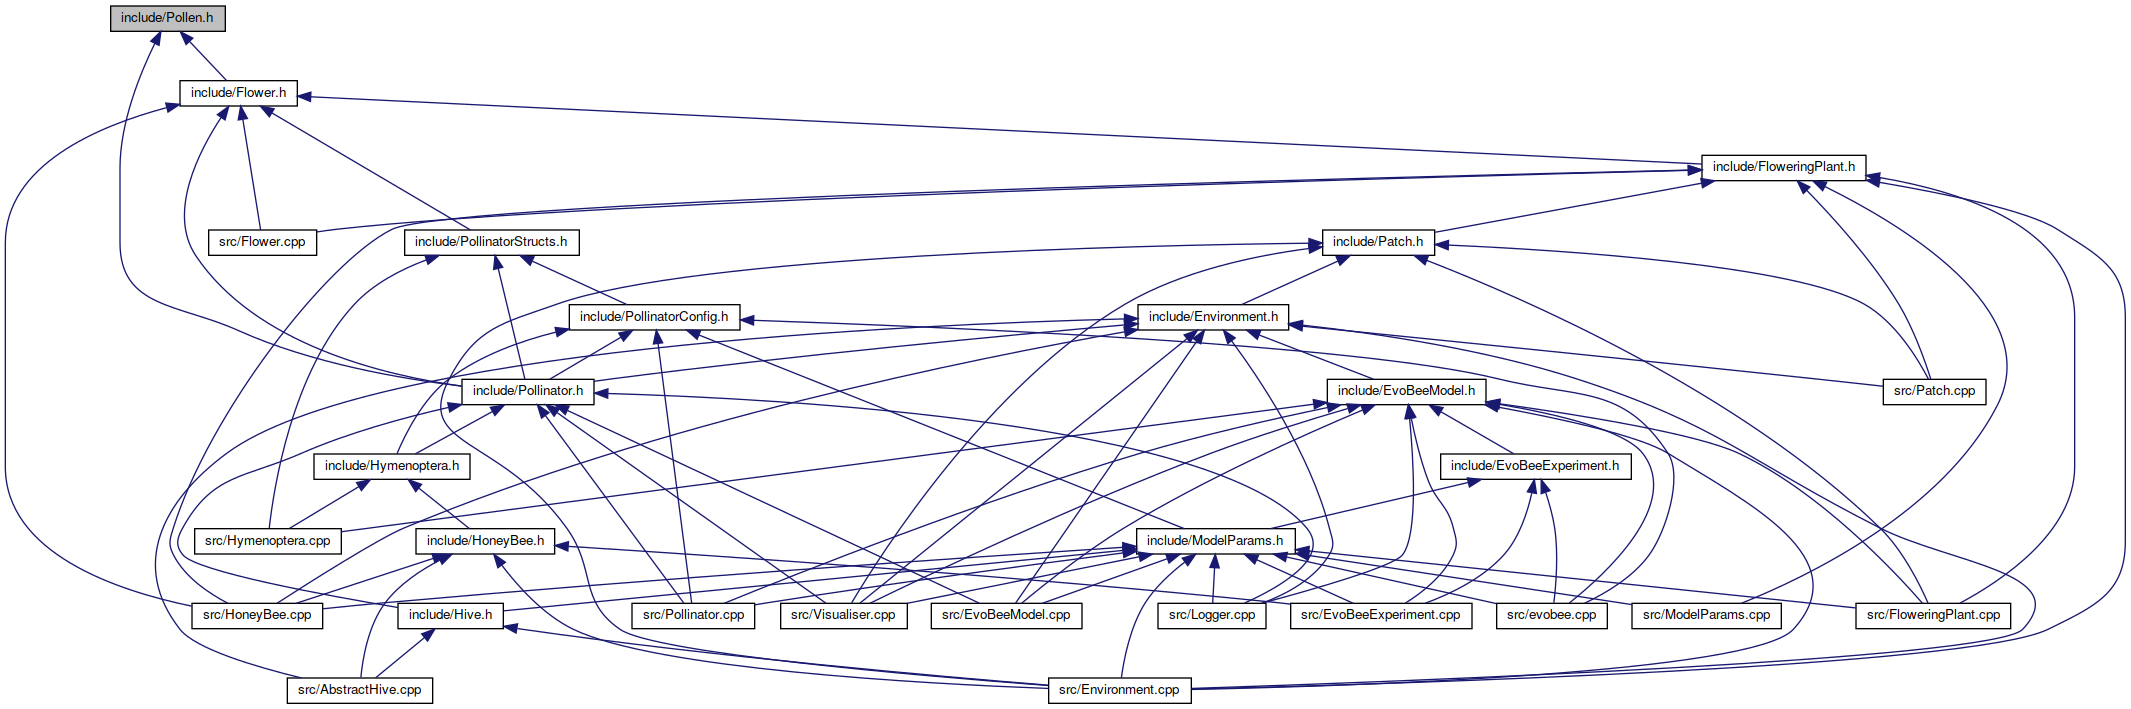 include/Pollen.h
include/Flower.h
include/FloweringPlant.h
src/Flower.cpp
include/PollinatorStructs.h
include/Patch.h
include/PollinatorConfig.h
include/Environment.h
include/Pollinator.h
include/EvoBeeModel.h
src/Patch.cpp
include/Hymenoptera.h
include/EvoBeeExperiment.h
src/Hymenoptera.cpp
include/HoneyBee.h
include/ModelParams.h
src/HoneyBee.cpp
include/Hive.h
src/Pollinator.cpp
src/Visualiser.cpp
src/EvoBeeModel.cpp
src/Logger.cpp
src/EvoBeeExperiment.cpp
src/evobee.cpp
src/ModelParams.cpp
src/FloweringPlant.cpp
src/AbstractHive.cpp
src/Environment.cpp